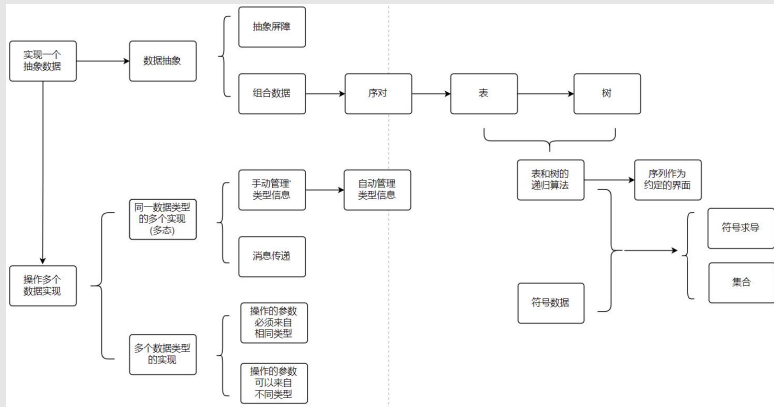 抽象屏障
实现一个
抽象数据
数据抽象
组合数据
序对
表
树
表和树的
递归算法
序列作为
约定的界面
手动管理
类型信息
自动管理
类型信息
同一数据类型
的多个实现
(多态)
消息传递
符号求导
集合
符号数据
操作多个
数据实现
操作的参数
必须来自
相同类型
多个数据类型
的实现
操作的参数
可以来自
不同类型